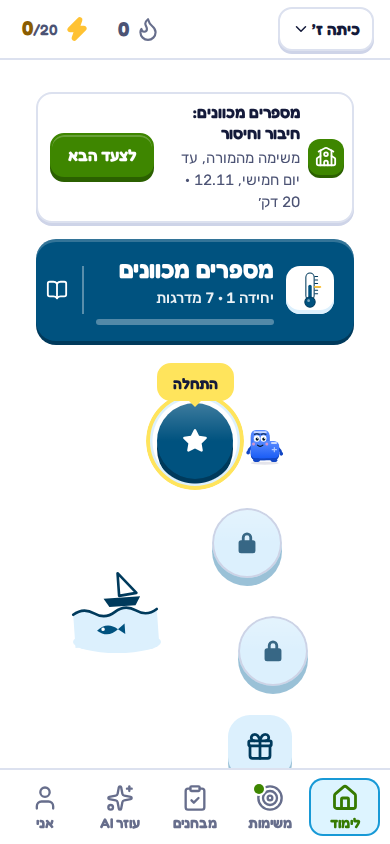 כיתה ז׳
0
0/20
מספרים מכוונים:
חיבור וחיסור
משימה מהמורה, עד
יום חמישי, 12.11 •
20 דק׳
לצעד הבא
מספרים מכוונים
יחידה 1 • 7 מדרגות
התחלה
לימוד
משימות
מבחנים
עוזר AI
אני